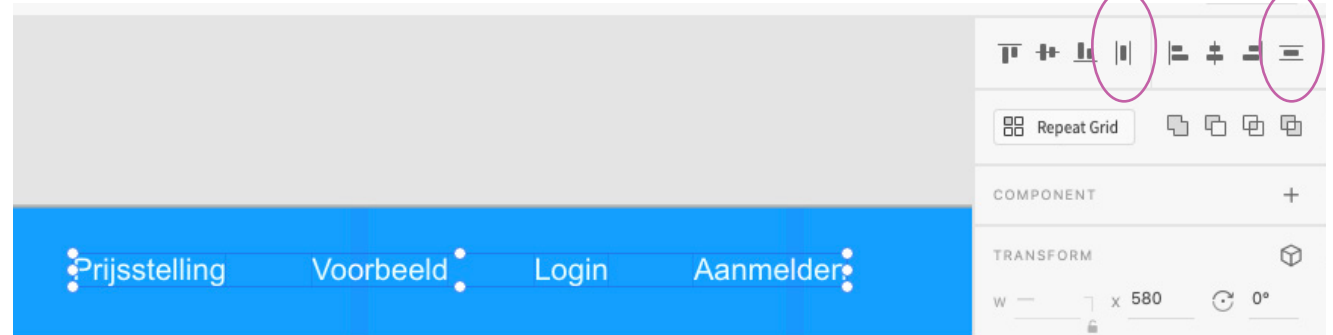 Repeat Grid
COMPONENT
Prijsstelling Voorbeeld Login Aanmelden
TRANSFORM
W X 580 0°